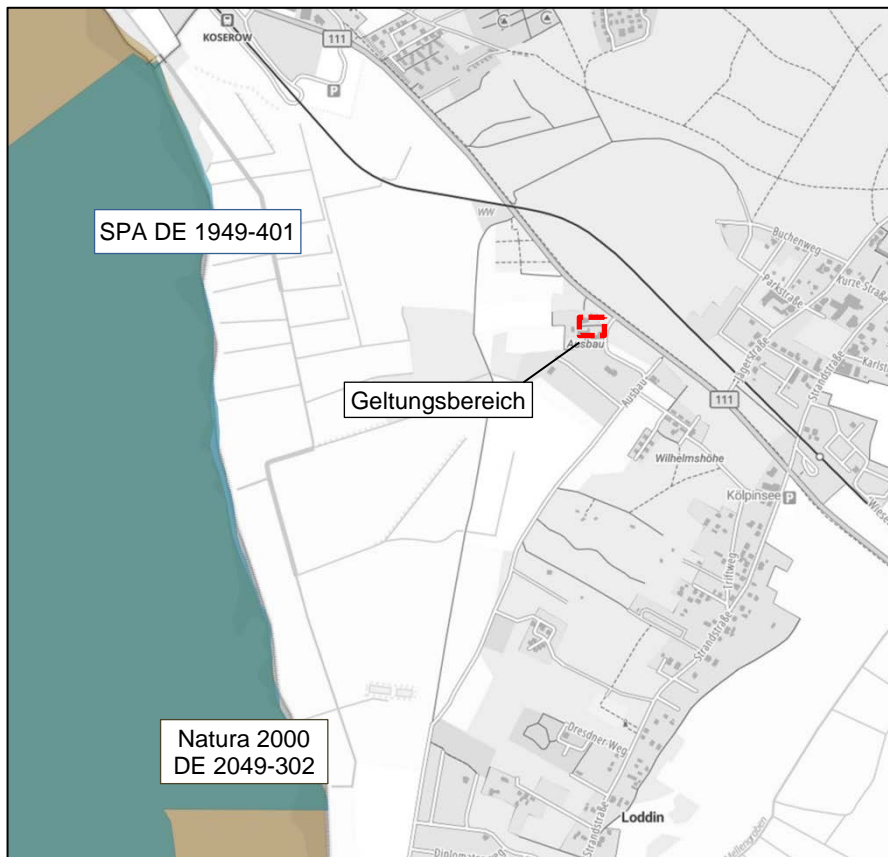 KOSEROW
111
P
SPA DE 1949-401
WW
Buchenweg
Parkstraße
Kurze Straße
Jägerstraße
Strandstraße
Ausbau
Geltungsbereich
Ausbau
111
Wilhelmshöhe
Kölpinsee P
Triftweg
Strandstraße
Natura 2000
DE 2049-302
Dresdner-Weg
Loddin
Strandstraße